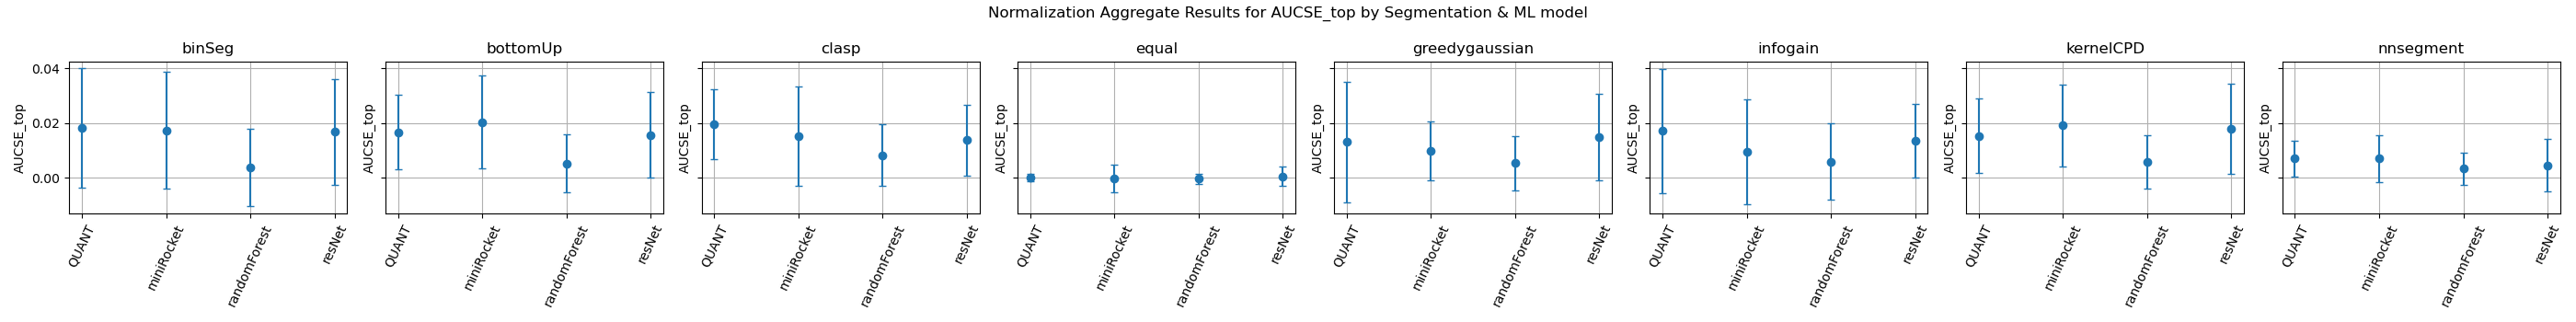 Normalization Aggregate Results for AUCSE_top by Segmentation & ML model
binSeg
AUCSE_top
0.04
0.02
0.00
QUANT
miniRocket
randomForest
resNet
bottomUp
AUCSE_top
QUANT
miniRocket
randomForest
resNet
clasp
AUCSE_top
QUANT
miniRocket
randomForest
resNet
equal
AUCSE_top
QUANT
miniRocket
randomForest
resNet
greedygaussian
AUCSE_top
QUANT
miniRocket
randomForest
resNet
infogain
AUCSE_top
QUANT
miniRocket
randomForest
resNet
kernelCPD
AUCSE_top
QUANT
miniRocket
randomForest
resNet
nnsegment
AUCSE_top
QUANT
miniRocket
randomForest
resNet